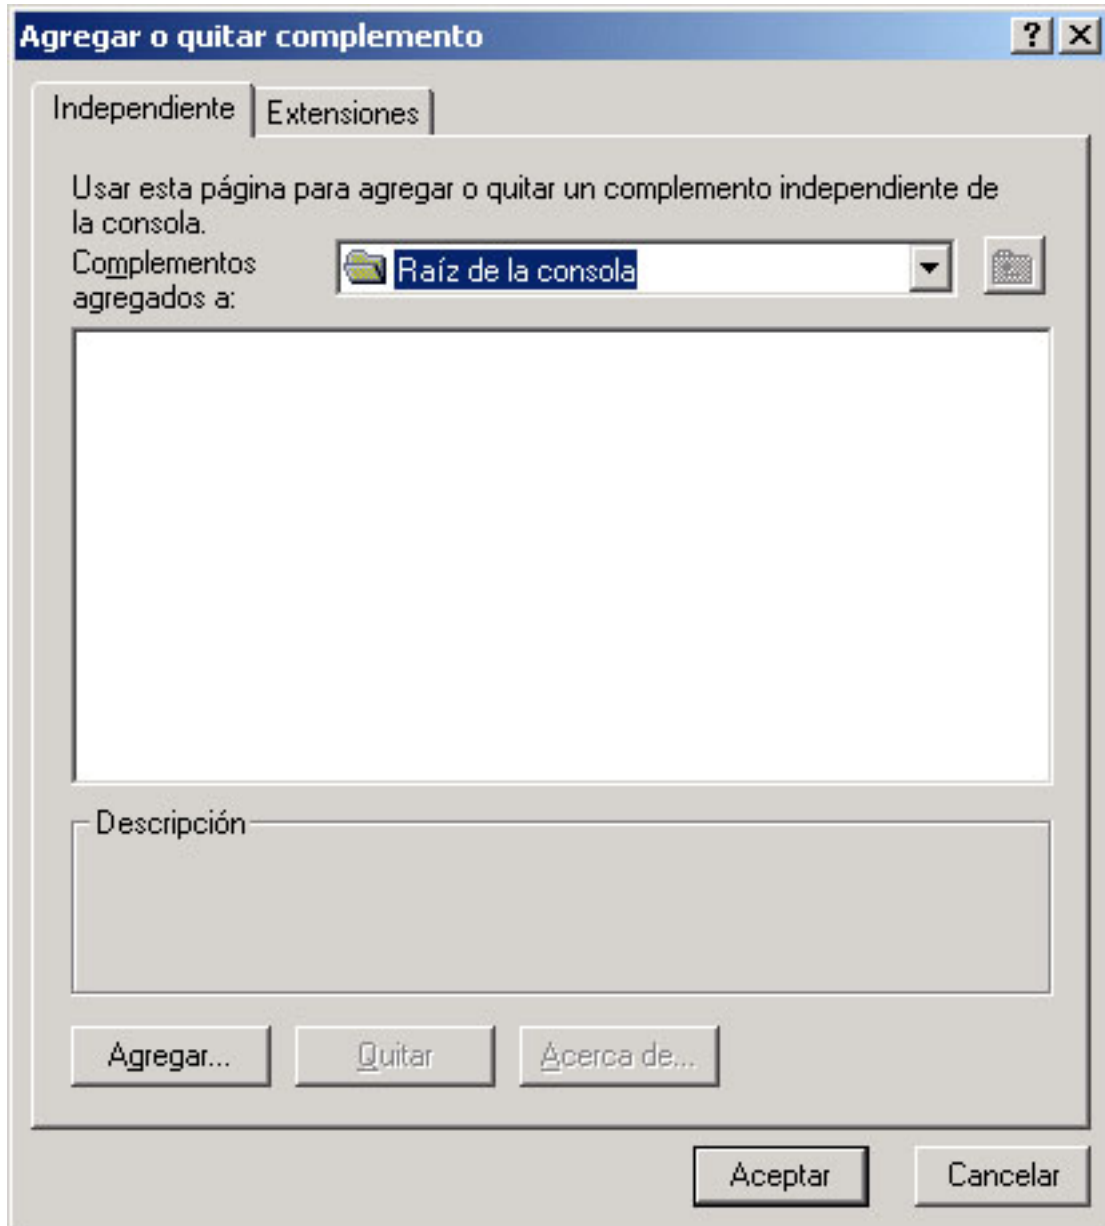 Agregar o quitar complemento
Independiente
Extensiones
Usar esta página para agregar o quitar un complemento independiente de
la consola.
Complementos
agregados a:
Raíz de la consola
Descripción
Agregar...
Quitar
Acerca de...
Aceptar
Cancelar